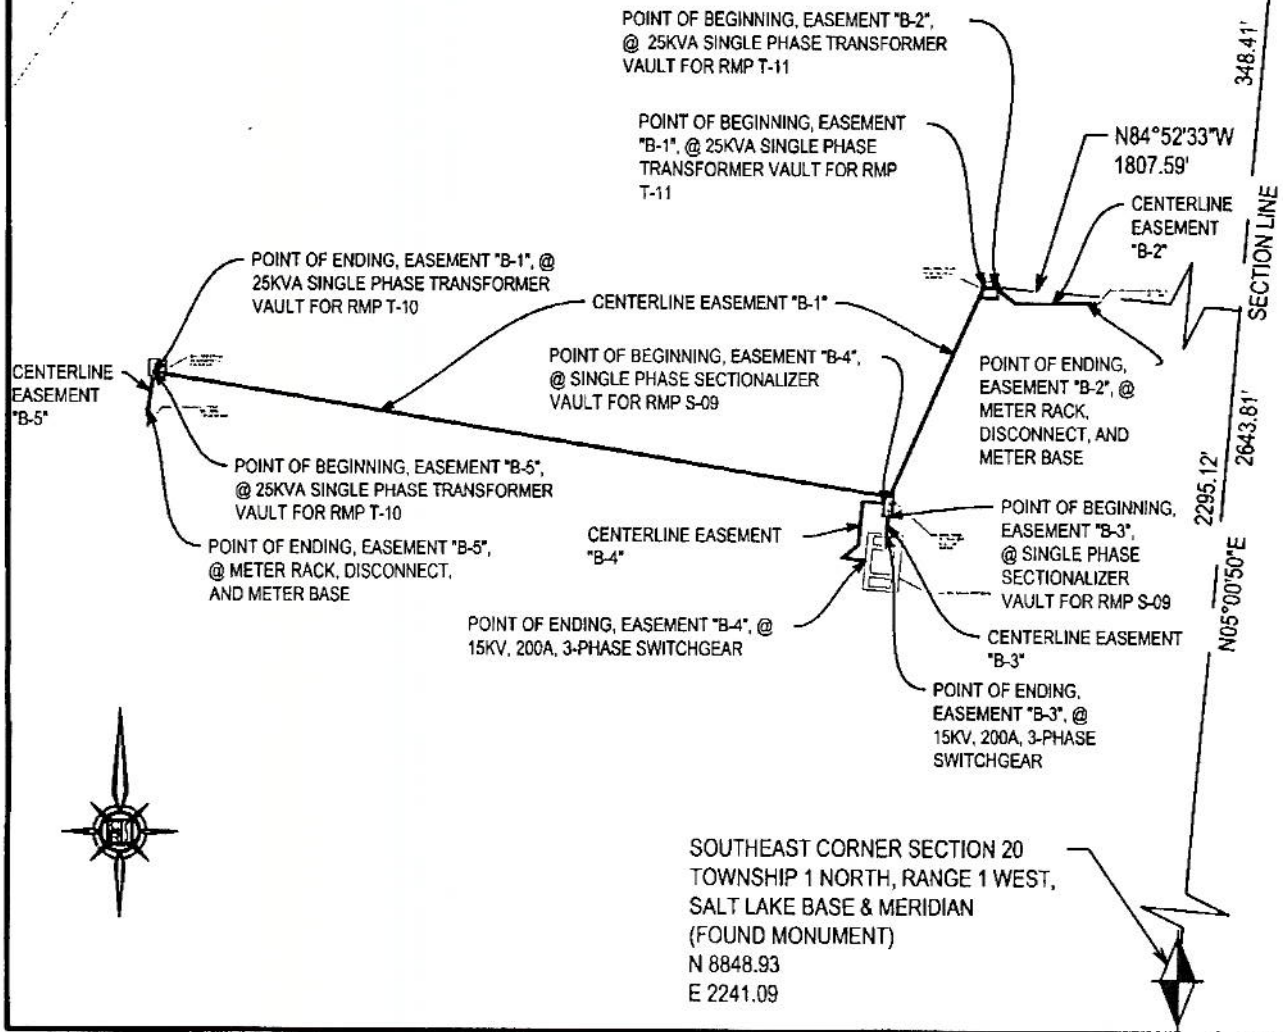 POINT OF BEGINNING, EASEMENT "B-2",
@ 25KVA SINGLE PHASE TRANSFORMER
VAULT FOR RMP T-11
348.41'
POINT OF BEGINNING, EASEMENT
"B-1", @ 25KVA SINGLE PHASE
TRANSFORMER VAULT FOR RMP
T-11
N84°52'33"W
1807.59'
CENTERLINE
EASEMENT
"B-2"
SECTION LINE
POINT OF ENDING, EASEMENT "B-1", @
25KVA SINGLE PHASE TRANSFORMER
VAULT FOR RMP T-10
CENTERLINE EASEMENT "B-1"
POINT OF BEGINNING, EASEMENT "B-4",
@ SINGLE PHASE SECTIONALIZER
VAULT FOR RMP S-09
POINT OF ENDING,
EASEMENT "B-2", @
METER RACK,
DISCONNECT, AND
METER BASE
CENTERLINE
EASEMENT
"B-5"
2643.81'
2295.12'
N05°00'50"E
POINT OF BEGINNING, EASEMENT "B-5",
@ 25KVA SINGLE PHASE TRANSFORMER
VAULT FOR RMP T-10
POINT OF ENDING, EASEMENT "B-5",
@ METER RACK, DISCONNECT,
AND METER BASE
CENTERLINE EASEMENT
"B-4"
POINT OF BEGINNING,
EASEMENT "B-3",
@ SINGLE PHASE
SECTIONALIZER
VAULT FOR RMP S-09
POINT OF ENDING, EASEMENT "B-4", @
15KV, 200A, 3-PHASE SWITCHGEAR
CENTERLINE EASEMENT
"B-3"
POINT OF ENDING,
EASEMENT "B-3", @
15KV, 200A, 3-PHASE
SWITCHGEAR
SOUTHEAST CORNER SECTION 20
TOWNSHIP 1 NORTH, RANGE 1 WEST,
SALT LAKE BASE & MERIDIAN
(FOUND MONUMENT)
N 8848.93
E 2241.09